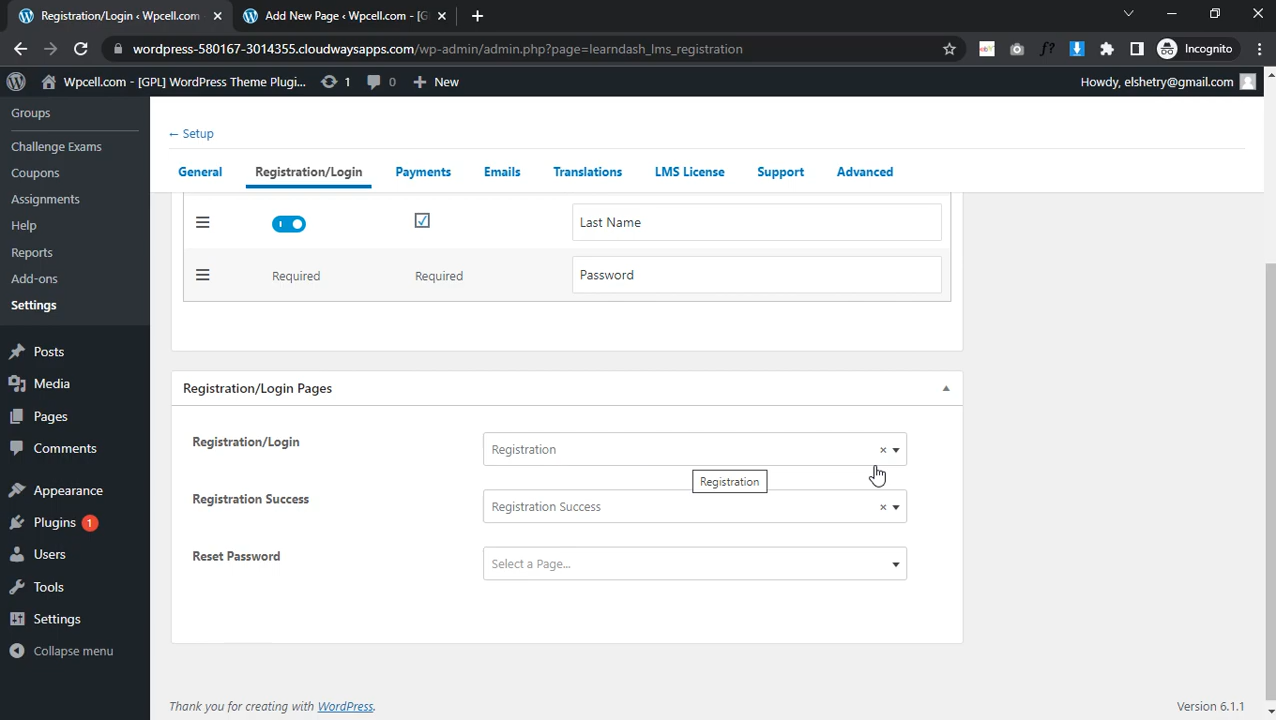 Registration/Login ‹ Wpcell.com
Add New Page ‹ Wpcell.com - [G
wordpress-580167-3014355.cloudwaysapps.com/wp-admin/admin.php?page=learndash_lms_registration
Incognito
Wpcell.com - [GPL] WordPress Theme Plugi...
1
0
New
Howdy, elshetry@gmail.com
Groups
Challenge Exams
Coupons
Assignments
Help
Reports
Add-ons
Settings
Posts
Media
Pages
Comments
Appearance
Plugins 1
Users
Tools
Settings
Collapse menu
← Setup
General Registration/Login Payments Emails Translations LMS License Support Advanced
Last Name
Required Required Password
Registration/Login Pages
Registration/Login Registration
Registration
Registration Success Registration Success
Reset Password Select a Page...
Thank you for creating with WordPress.
Version 6.1.1